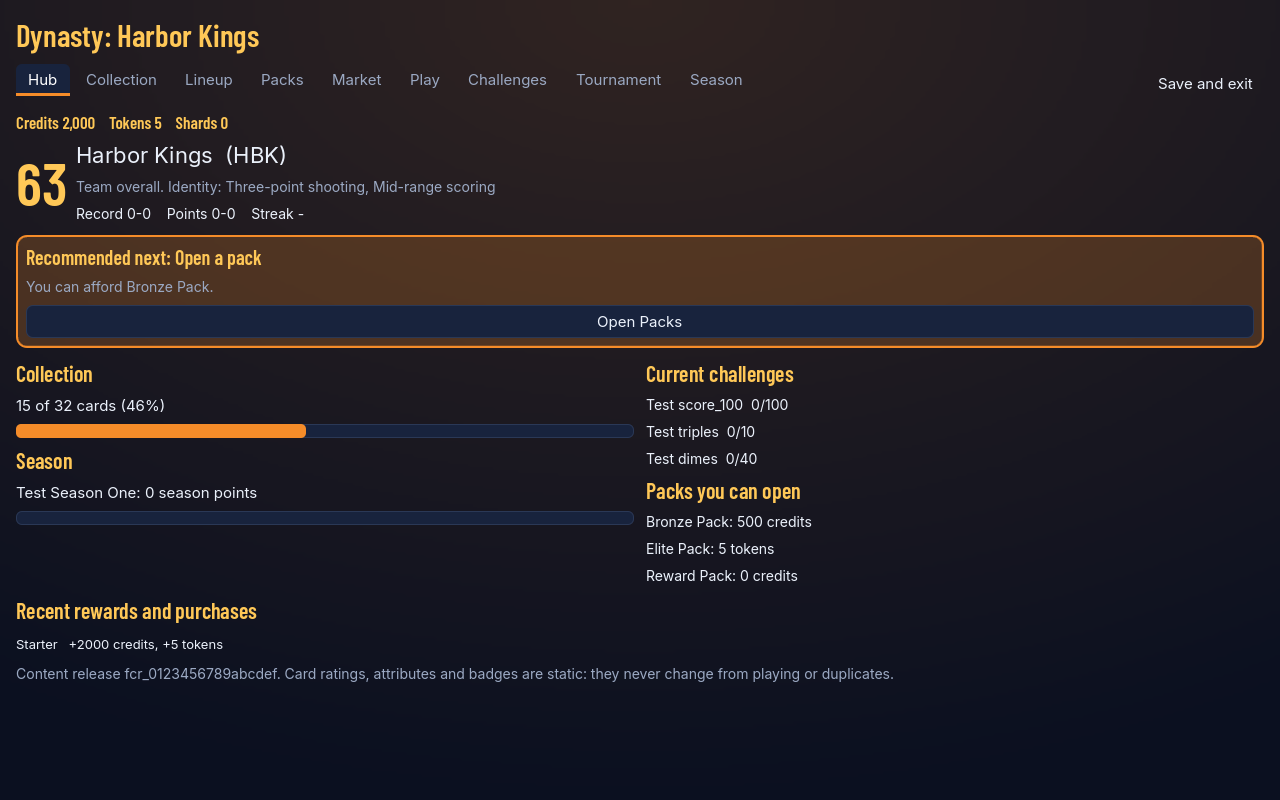 Dynasty: Harbor Kings
Hub Collection Lineup Packs Market Play Challenges Tournament Season Save and exit
Credits 2,000 Tokens 5 Shards 0
63
Harbor Kings (HBK)
Team overall. Identity: Three-point shooting, Mid-range scoring
Record 0-0 Points 0-0 Streak -
Recommended next: Open a pack
You can afford Bronze Pack.
Open Packs
Collection
15 of 32 cards (46%)
Season
Test Season One: 0 season points
Current challenges
Test score_100 0/100
Test triples 0/10
Test dimes 0/40
Packs you can open
Bronze Pack: 500 credits
Elite Pack: 5 tokens
Reward Pack: 0 credits
Recent rewards and purchases
Starter +2000 credits, +5 tokens
Content release fcr_0123456789abcdef. Card ratings, attributes and badges are static: they never change from playing or duplicates.